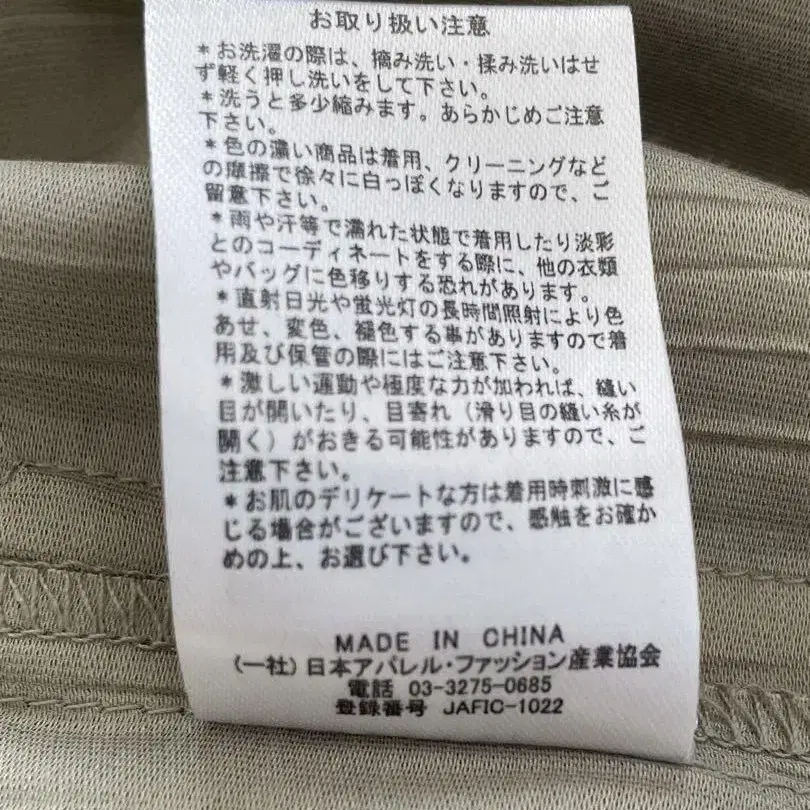 お取り扱い注意
*お洗濯の際は、摘み洗い・揉み洗いはせ
ず軽く押し洗いをして下さい。
*洗うと多少縮みます。あらかじめご注意
下さい。
*色の濃い商品は着用、クリーニングなど
の摩擦で徐々に白っぽくなりますので、ご
留意下さい。
*雨や汗等で濡れた状態で着用したり淡彩
とのコーディネートをする際に、他の衣類
やバッグに色移りする恐れがあります。
*直射日光や蛍光灯の長時間照射により色
あせ、変色、褪色する事がありますので着
用及び保管の際にはご注意下さい。
*激しい運動や極度な力が加われば、縫い
目が開いたり、目寄れ（滑り目の縫い糸が
開く）がおきる可能性がありますので、ご
注意下さい。
*お肌のデリケートな方は着用時刺激に感
じる場合がございますので、感触をお確か
めの上、お選び下さい。
MADE IN CHINA
(一社)日本アパレル・ファッション産業協会
電話 03-3275-0685
登録番号 JAFIC-1022